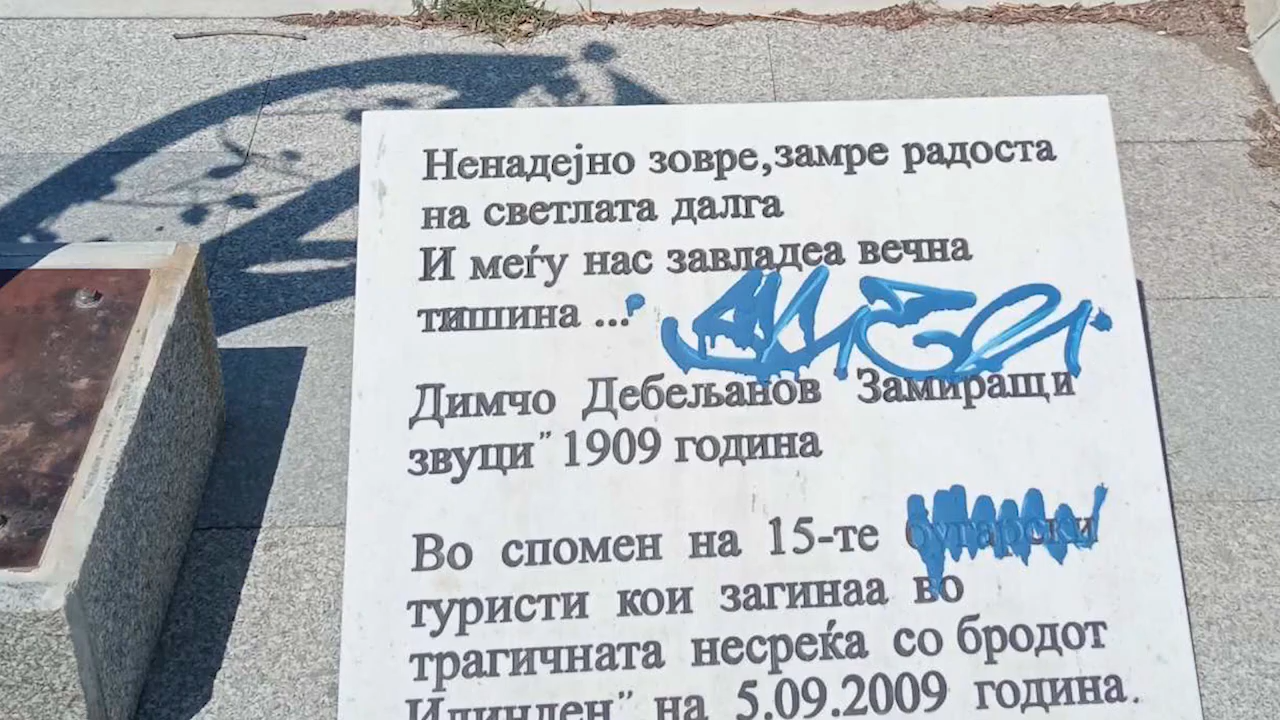 Ненадејно зовре,замре радоста
на светлата далга
И меѓу нас завладеа вечна
тишина ...
Димчо Дебељанов Замиращи
звуци" 1909 година
Во спомен на 15-те бугарски
туристи кои загинаа во
трагичната несреќа со бродот
Илинден" на 5.09.2009 година.